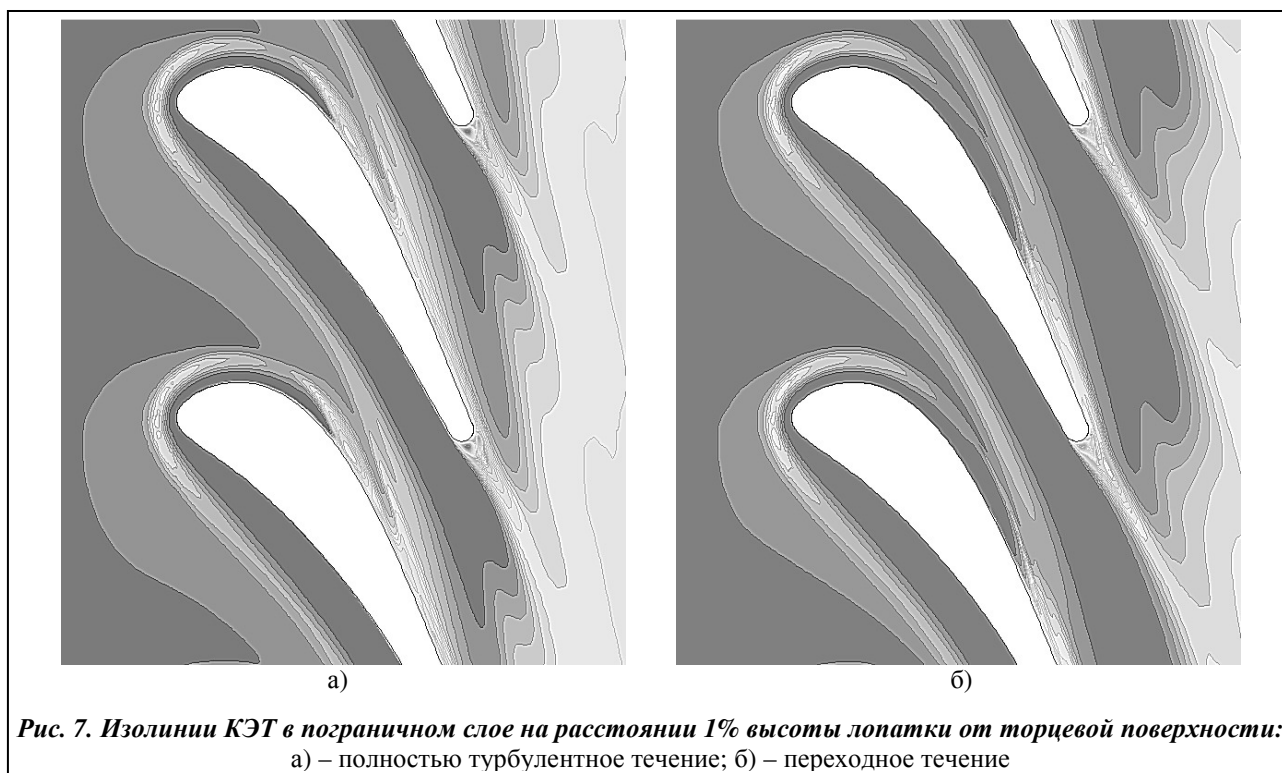 а)
б)
Рис. 7. Изолинии КЭТ в пограничном слое на расстоянии 1% высоты лопатки от торцевой поверхности:
а) – полностью турбулентное течение; б) – переходное течение